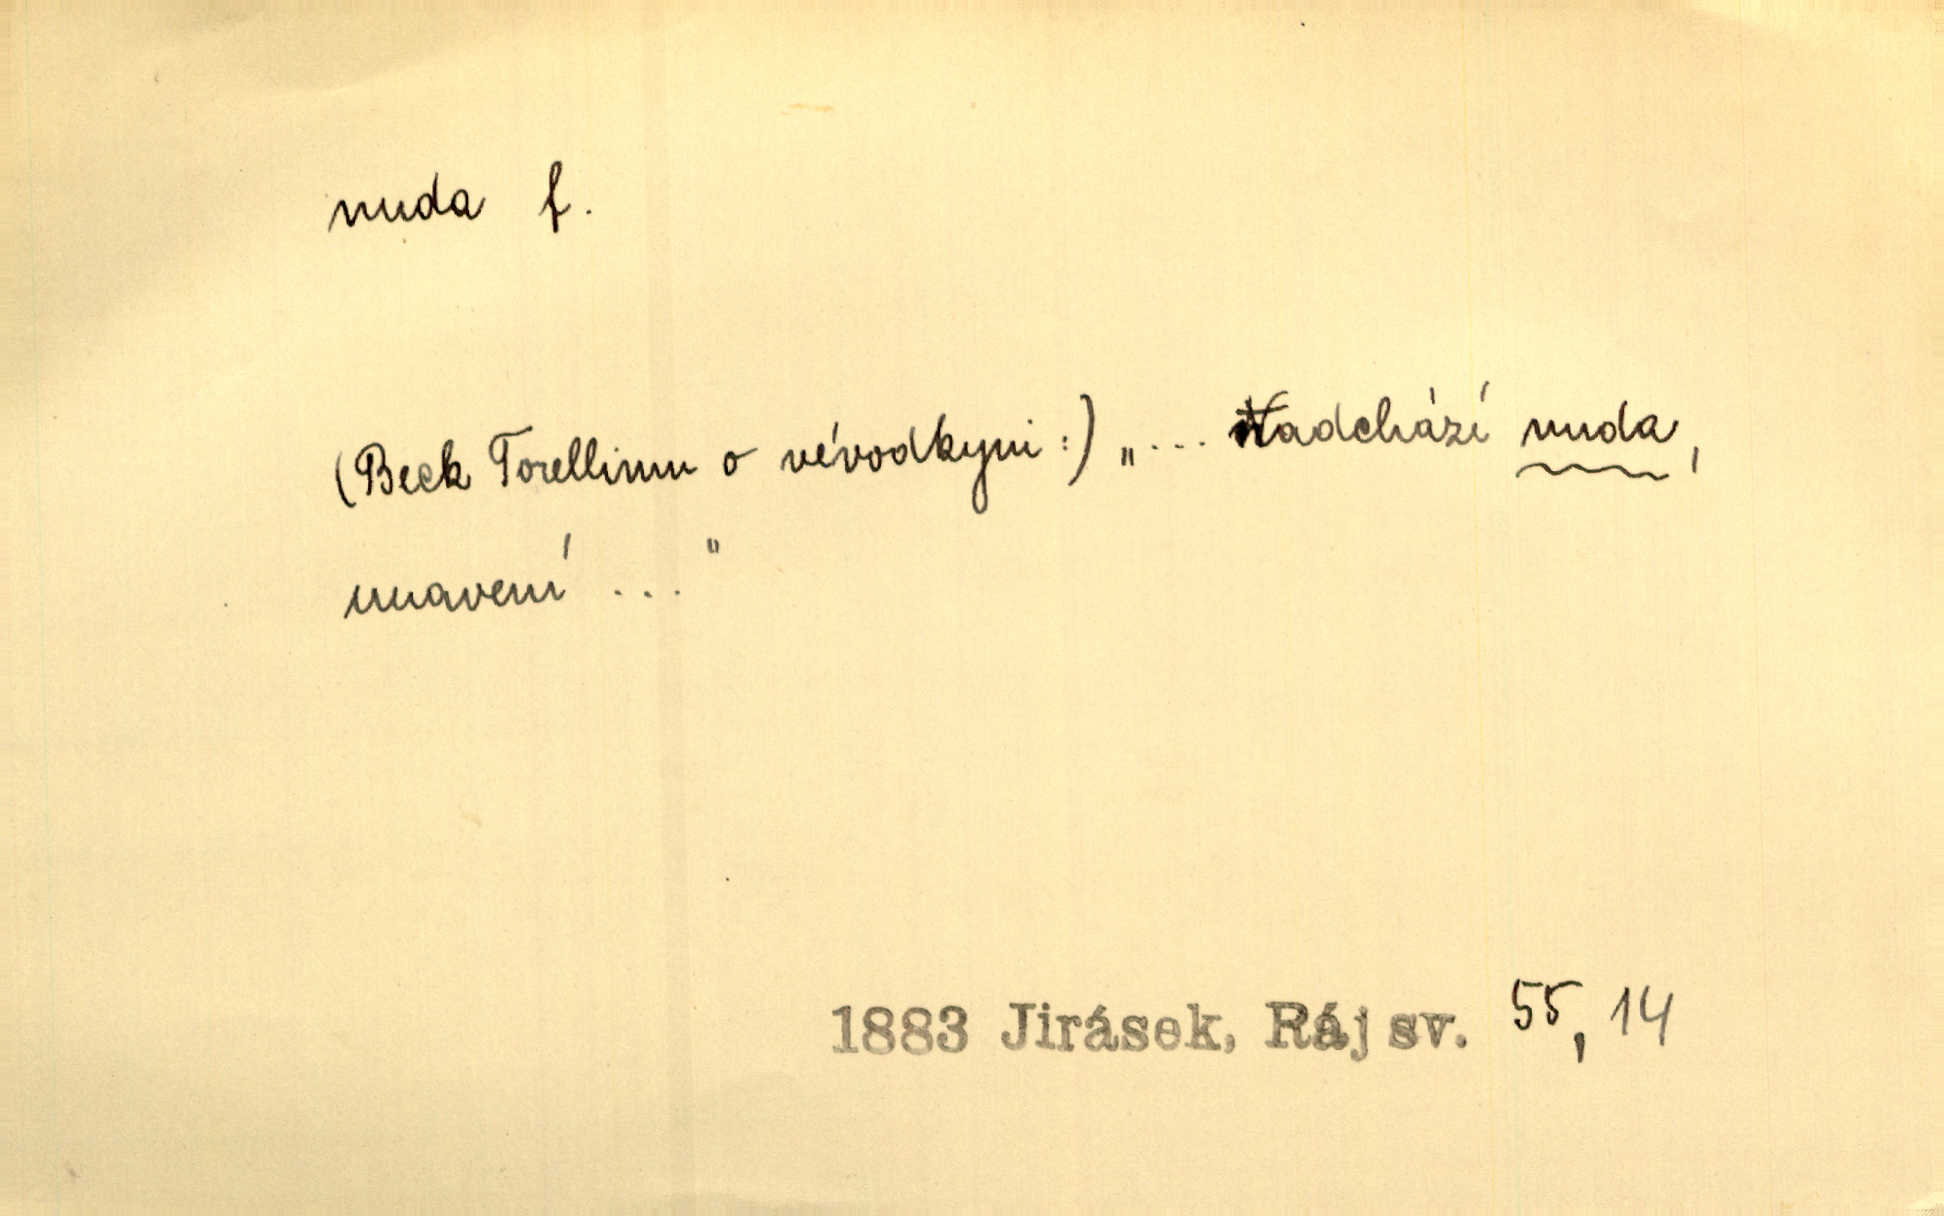 nuda f.
(Beck Torellimu o vévodkyni:) „... Nadchází nuda,
unavení ..."
1883 Jirásek, Ráj sv. 55, 14